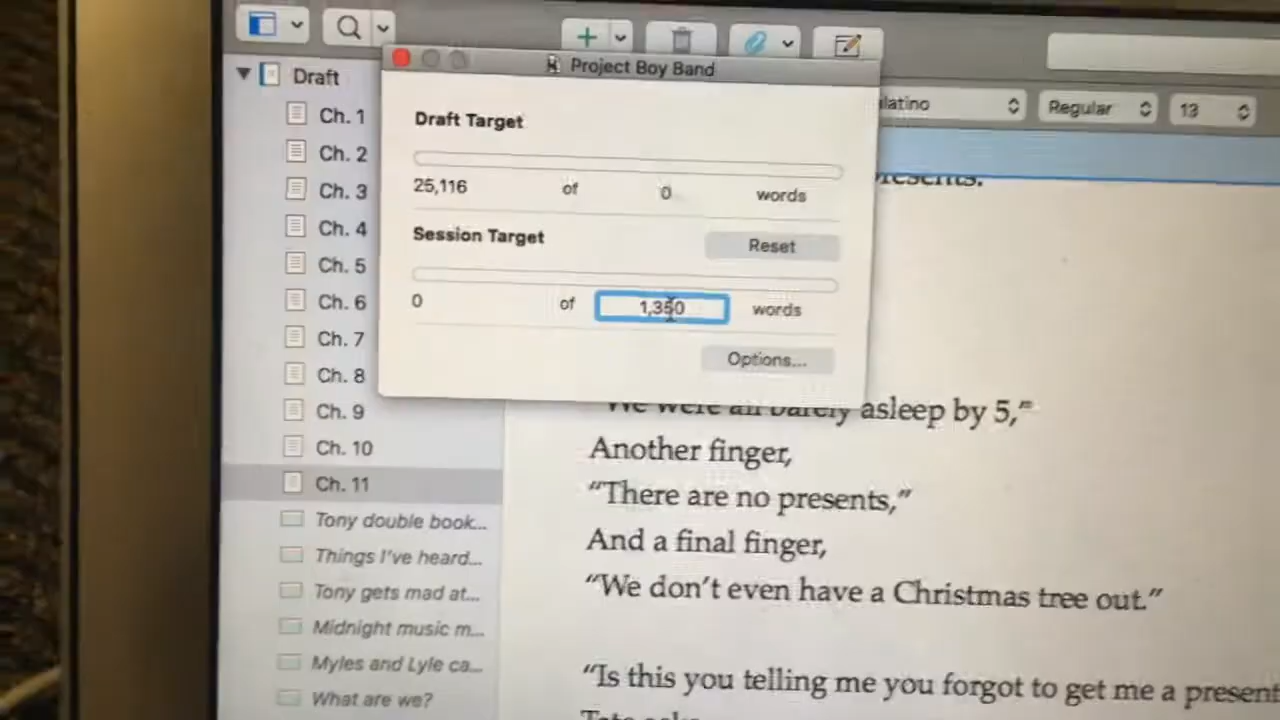 Project Boy Band
Draft Target
25,116 of 0 words
Session Target
Reset
0 of 1,350 words
Options...
Draft
Ch. 1
Ch. 2
Ch. 3
Ch. 4
Ch. 5
Ch. 6
Ch. 7
Ch. 8
Ch. 9
Ch. 10
Ch. 11
Tony double book...
Things I've heard...
Tony gets mad at...
Midnight music m...
Myles and Lyle ca...
What are we?
latino
Regular
13
resents.
"We were all barely asleep by 5,"
Another finger,
"There are no presents,"
And a final finger,
"We don't even have a Christmas tree out."
"Is this you telling me you forgot to get me a present
Tate asks